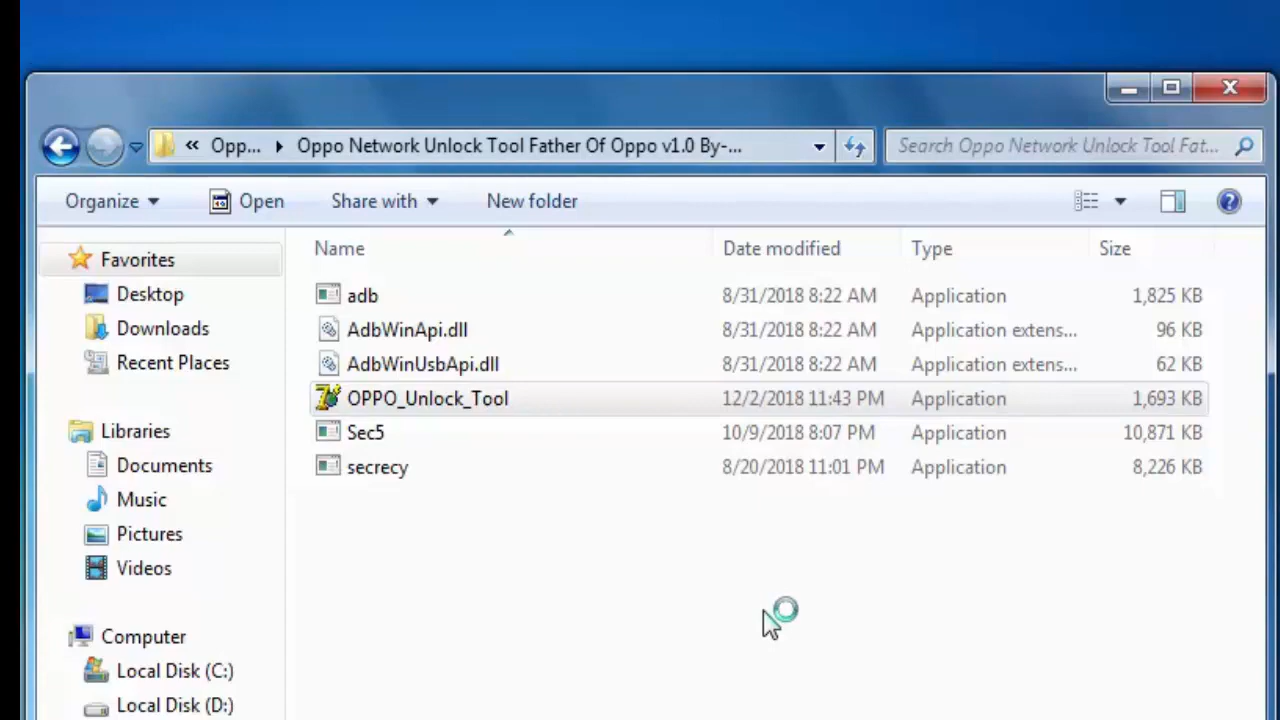 « Opp... Oppo Network Unlock Tool Father Of Oppo v1.0 By-... Search Oppo Network Unlock Tool Fat...
Organize Open Share with New folder
Name Date modified Type Size
Favorites
Desktop
Downloads
Recent Places
Libraries
Documents
Music
Pictures
Videos
Computer
Local Disk (C:)
Local Disk (D:)
adb 8/31/2018 8:22 AM Application 1,825 KB
AdbWinApi.dll 8/31/2018 8:22 AM Application extens... 96 KB
AdbWinUsbApi.dll 8/31/2018 8:22 AM Application extens... 62 KB
OPPO_Unlock_Tool 12/2/2018 11:43 PM Application 1,693 KB
Sec5 10/9/2018 8:07 PM Application 10,871 KB
secrecy 8/20/2018 11:01 PM Application 8,226 KB